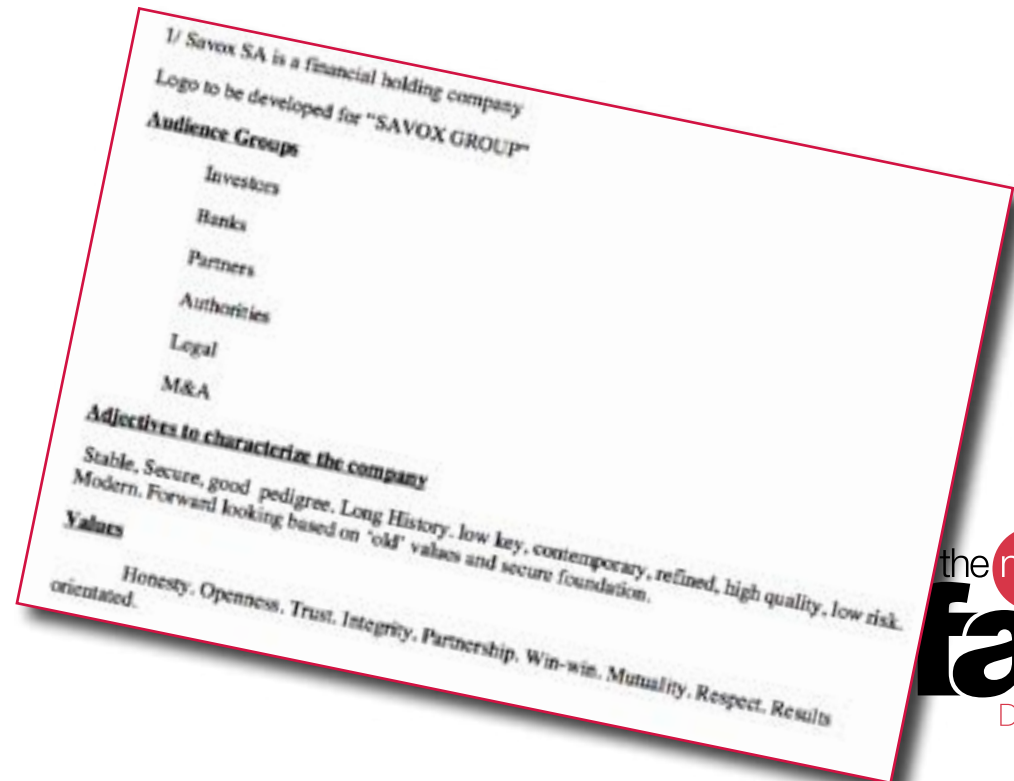 1/ Savox SA is a financial holding company
Logo to be developed for "SAVOX GROUP"
Audience Groups
Investors
Banks
Partners
Authorities
Legal
M&A
Adjectives to characterize the company
Stable, Secure, good pedigree. Long History. low key, contemporary, refined, high quality, low risk.
Modern. Forward looking based on 'old' values and secure foundation.
Values
Honesty. Openness. Trust. Integrity. Partnership. Win-win. Mutuality. Respect. Results
orientated.
the
fa
D